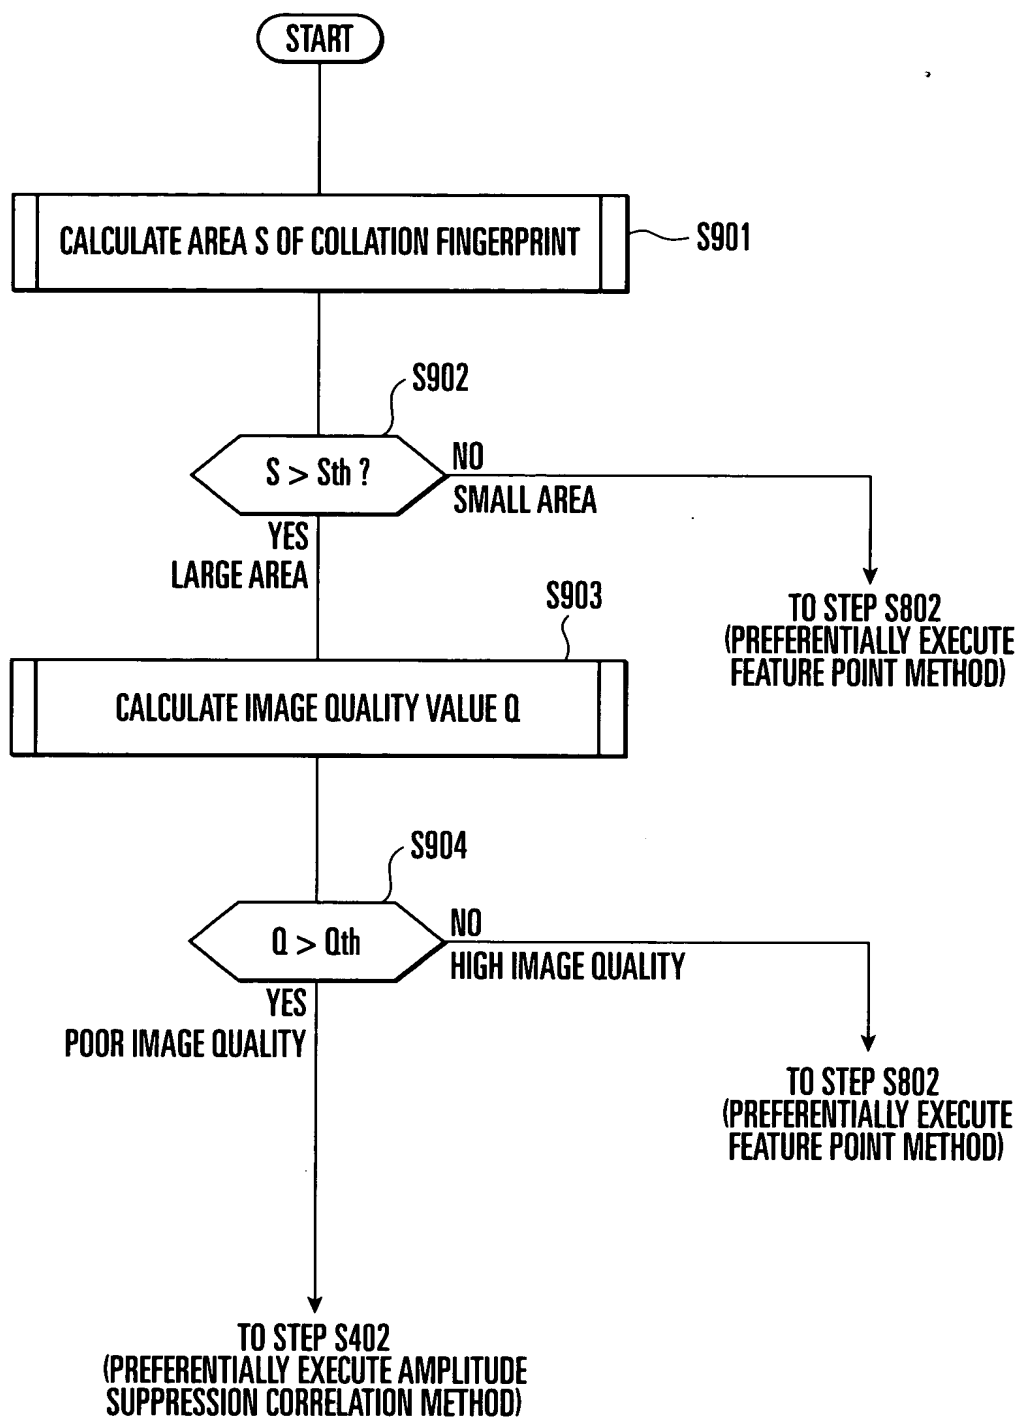 START
CALCULATE AREA S OF COLLATION FINGERPRINT
S901
S902
S > Sth ?
NO
SMALL AREA
YES
LARGE AREA
TO STEP S802
(PREFERENTIALLY EXECUTE
FEATURE POINT METHOD)
S903
CALCULATE IMAGE QUALITY VALUE Q
S904
Q > Qth
NO
HIGH IMAGE QUALITY
YES
POOR IMAGE QUALITY
TO STEP S802
(PREFERENTIALLY EXECUTE
FEATURE POINT METHOD)
TO STEP S402
(PREFERENTIALLY EXECUTE AMPLITUDE
SUPPRESSION CORRELATION METHOD)